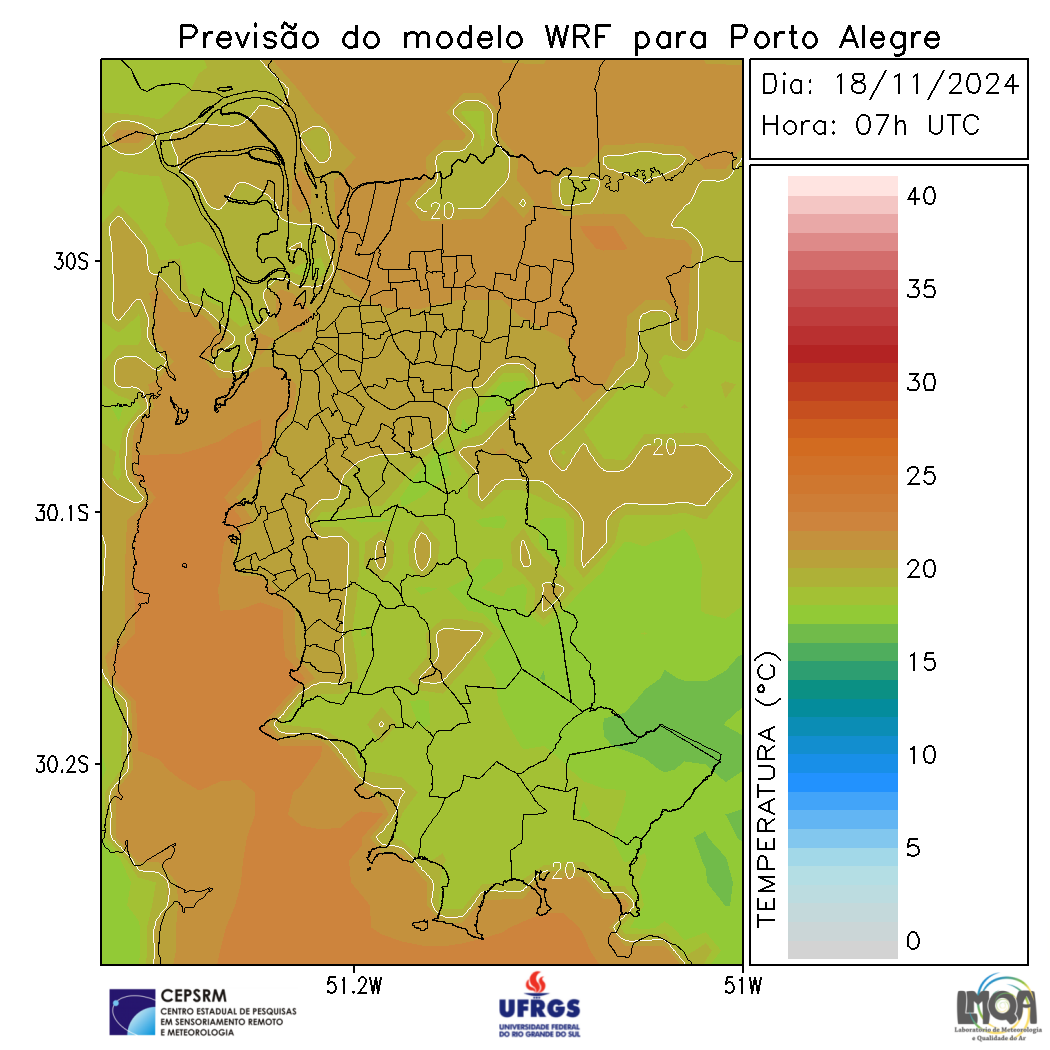 Previsão do modelo WRF para Porto Alegre
Dia: 18/11/2024
Hora: 07h UTC
40
35
30
25
20
15
10
5
0
TEMPERATURA (°C)
20
20
20
30S
30.1S
30.2S
51.2W
51W
CEPSRM
CENTRO ESTADUAL DE PESQUISAS
EM SENSORIAMENTO REMOTO
E METEOROLOGIA
UFRGS
UNIVERSIDADE FEDERAL
DO RIO GRANDE DO SUL
LMQA
Laboratório de Meteorologia
e Qualidade do Ar